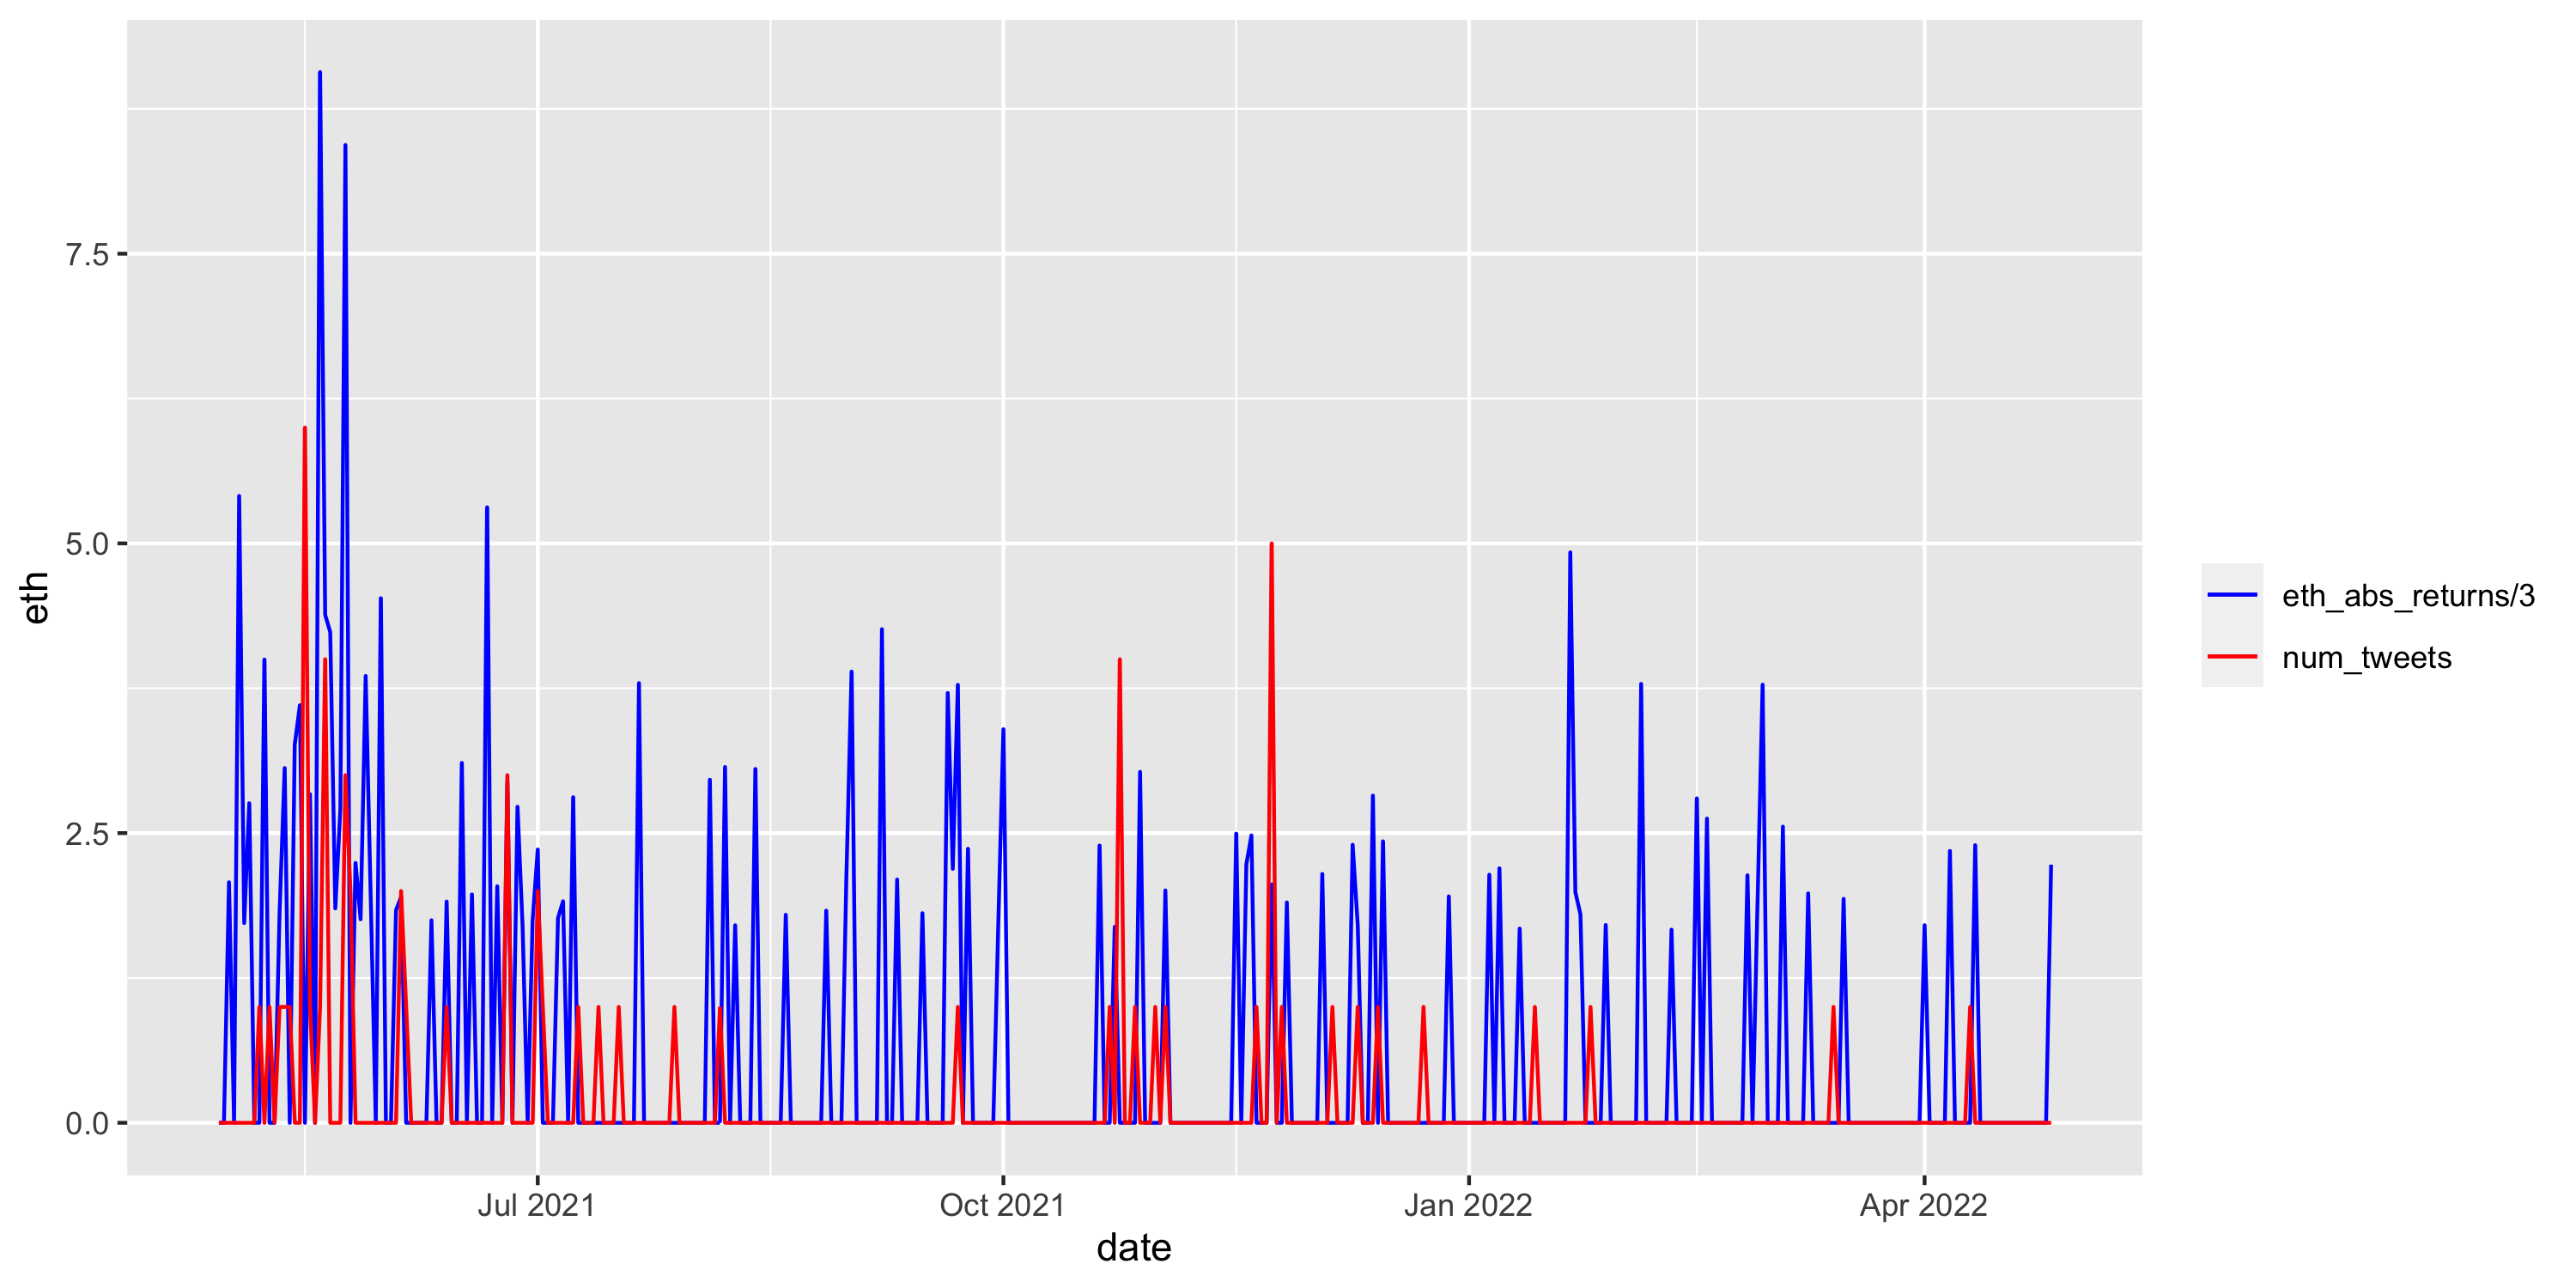 eth
7.5
5.0
2.5
0.0
Jul 2021
Oct 2021
Jan 2022
Apr 2022
date
eth_abs_returns/3
num_tweets